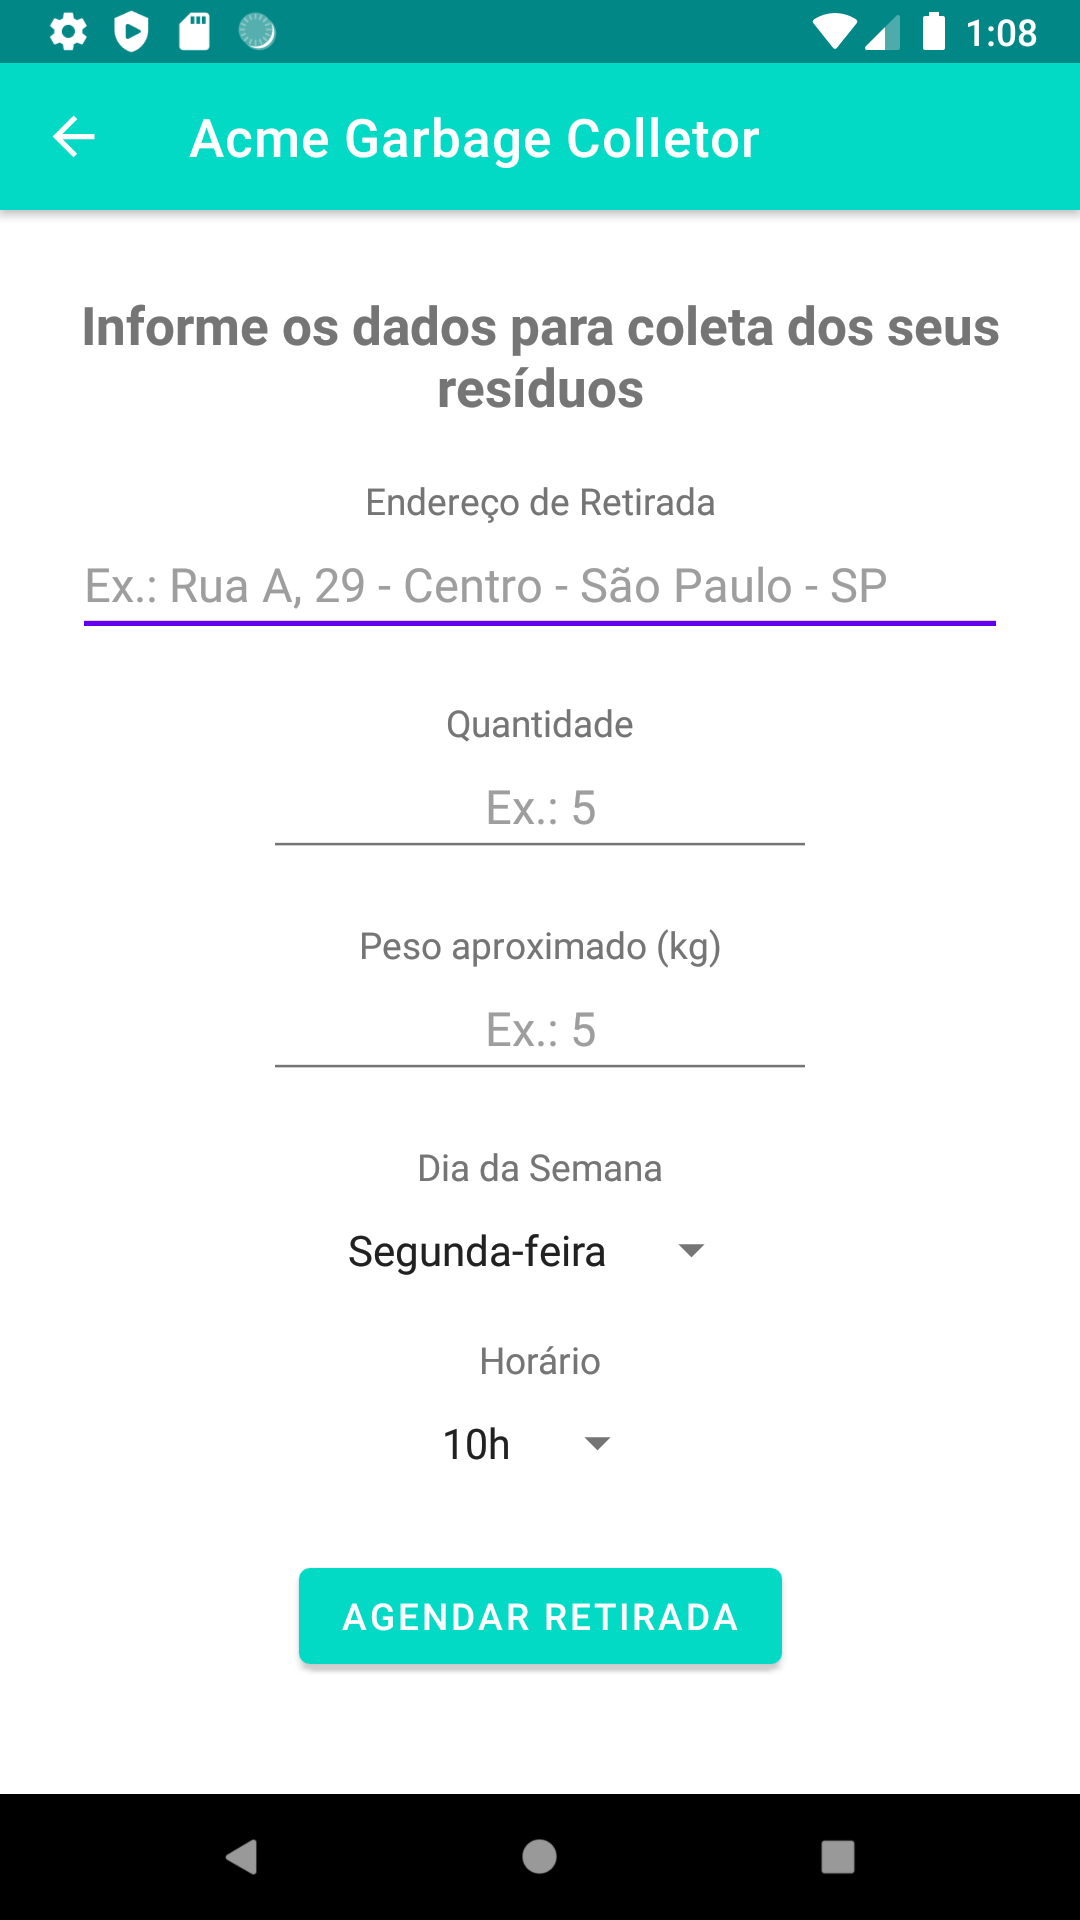 1:08
Acme Garbage Colletor
Informe os dados para coleta dos seus
resíduos
Endereço de Retirada
Ex.: Rua A, 29 - Centro - São Paulo - SP
Quantidade
Ex.: 5
Peso aproximado (kg)
Ex.: 5
Dia da Semana
Segunda-feira
Horário
10h
AGENDAR RETIRADA